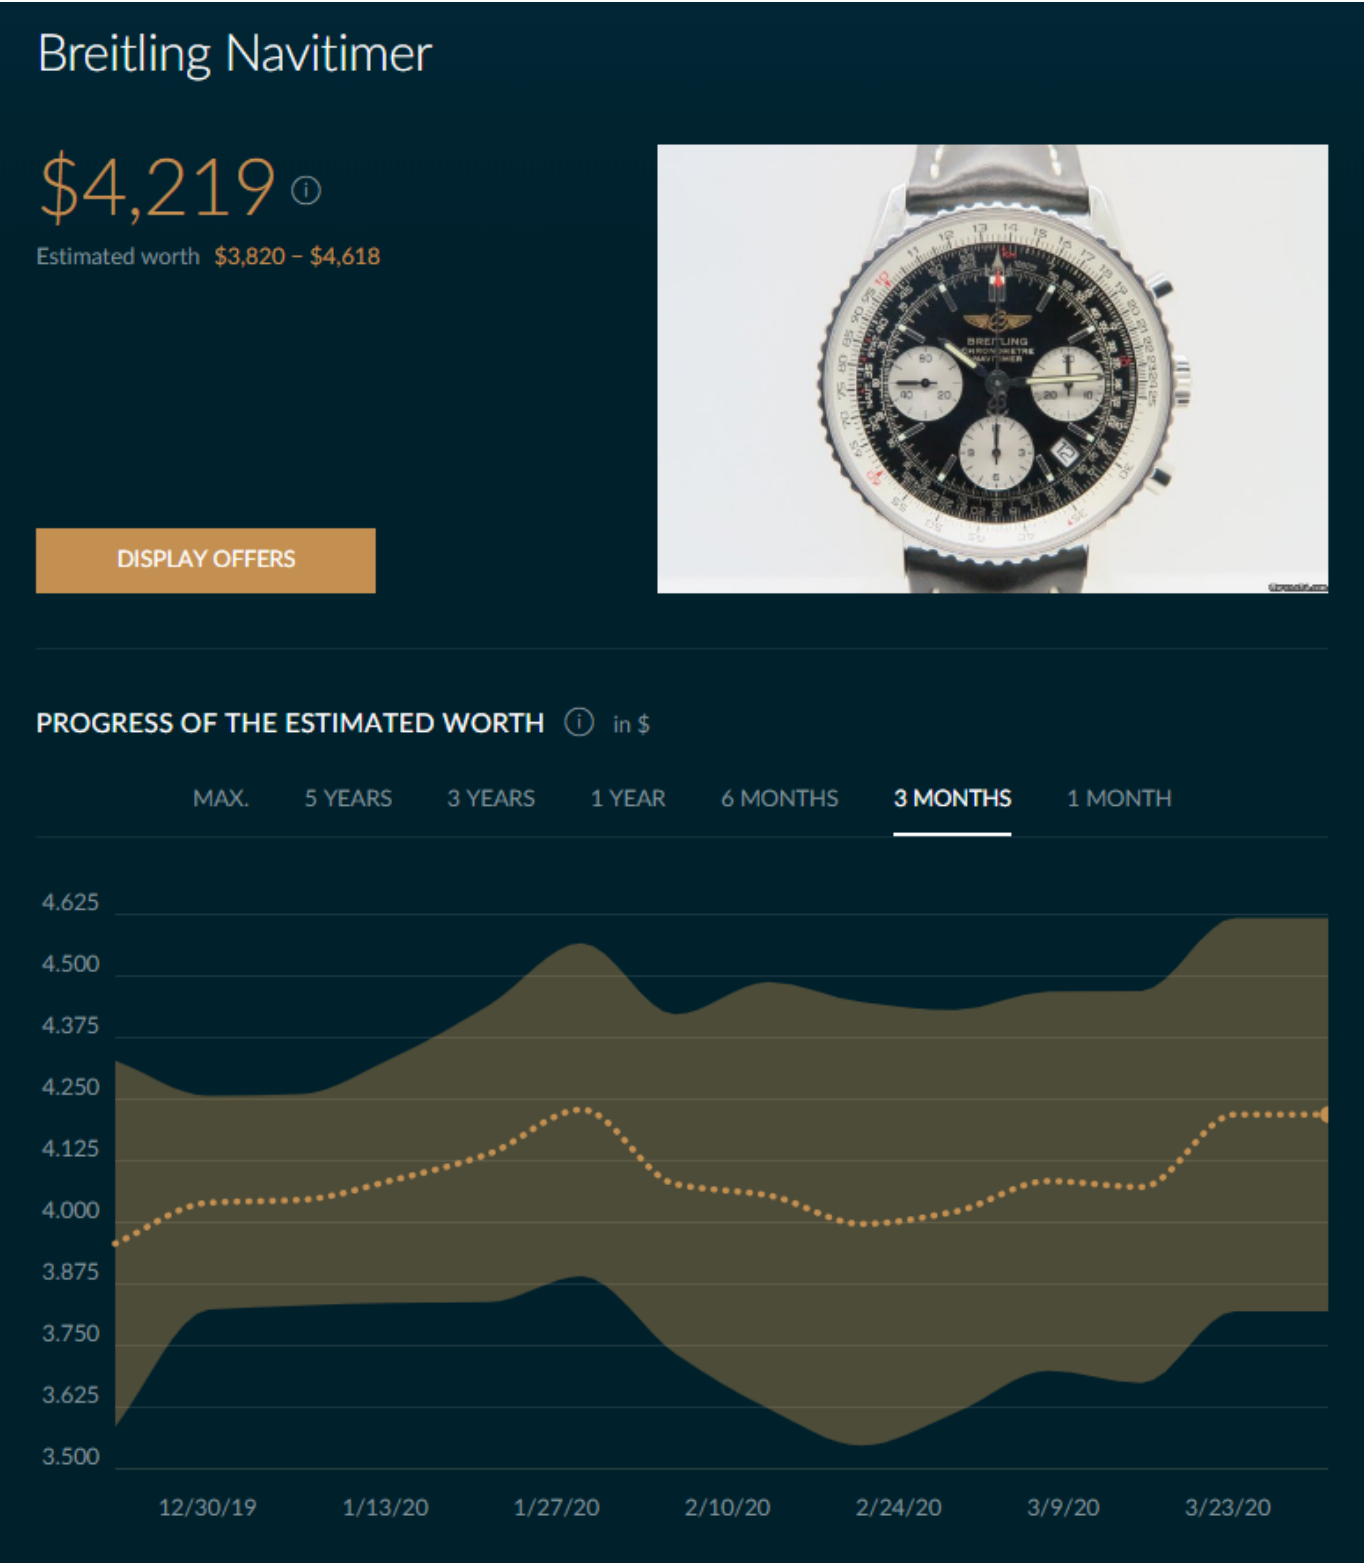 Breitling Navitimer
$4,219
Estimated worth $3,820 – $4,618
DISPLAY OFFERS
BREITLING
CHRONOMETRE
NAVITIMER
12
PROGRESS OF THE ESTIMATED WORTH in $
MAX. 5 YEARS 3 YEARS 1 YEAR 6 MONTHS 3 MONTHS 1 MONTH
4.625
4.500
4.375
4.250
4.125
4.000
3.875
3.750
3.625
3.500
12/30/19 1/13/20 1/27/20 2/10/20 2/24/20 3/9/20 3/23/20